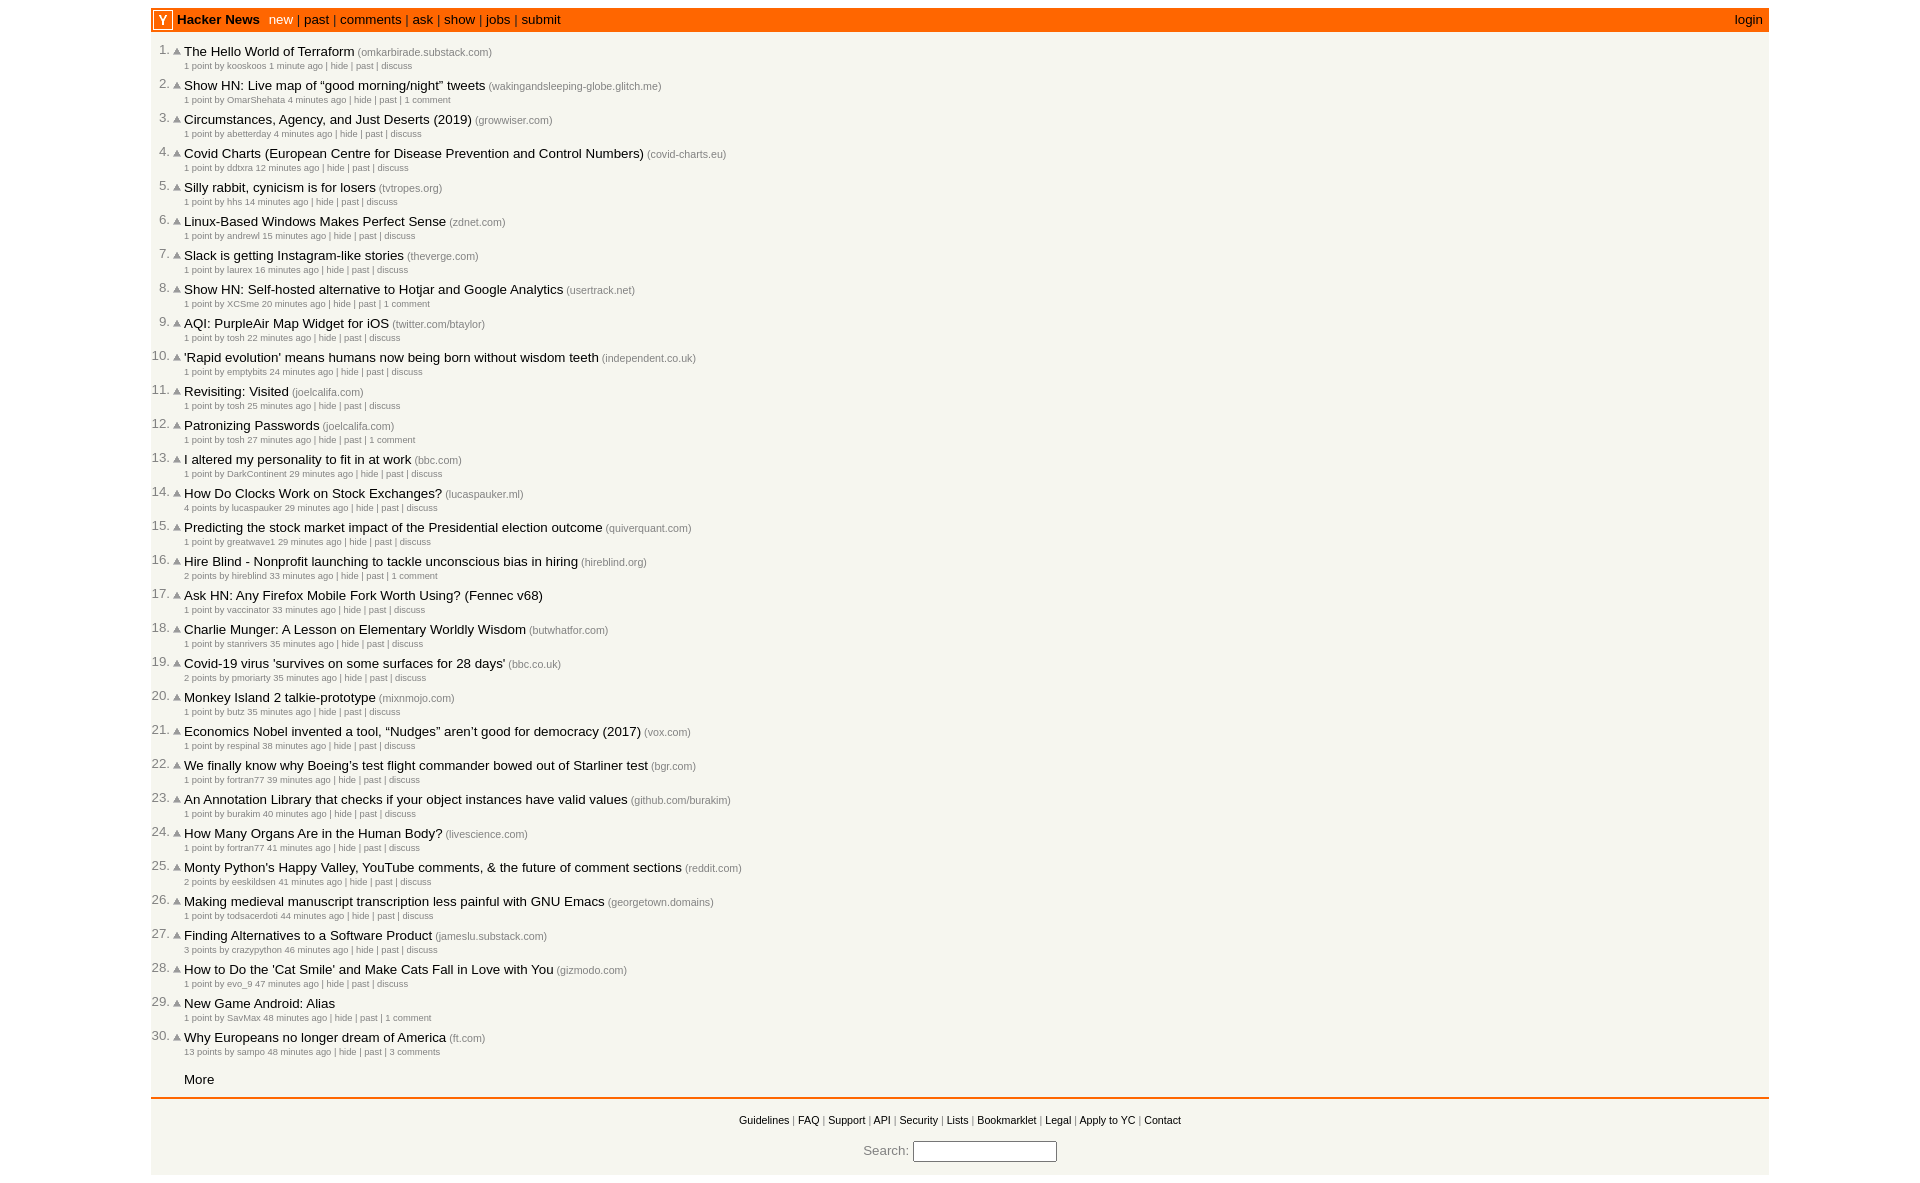 Y Hacker News new | past | comments | ask | show | jobs | submit login
1. The Hello World of Terraform (omkarbirade.substack.com)
1 point by kooskoos 1 minute ago | hide | past | discuss
2. Show HN: Live map of “good morning/night” tweets (wakingandsleeping-globe.glitch.me)
1 point by OmarShehata 4 minutes ago | hide | past | 1 comment
3. Circumstances, Agency, and Just Deserts (2019) (growwiser.com)
1 point by abetterday 4 minutes ago | hide | past | discuss
4. Covid Charts (European Centre for Disease Prevention and Control Numbers) (covid-charts.eu)
1 point by ddtxra 12 minutes ago | hide | past | discuss
5. Silly rabbit, cynicism is for losers (tvtropes.org)
1 point by hhs 14 minutes ago | hide | past | discuss
6. Linux-Based Windows Makes Perfect Sense (zdnet.com)
1 point by andrewl 15 minutes ago | hide | past | discuss
7. Slack is getting Instagram-like stories (theverge.com)
1 point by laurex 16 minutes ago | hide | past | discuss
8. Show HN: Self-hosted alternative to Hotjar and Google Analytics (usertrack.net)
1 point by XCSme 20 minutes ago | hide | past | 1 comment
9. AQI: PurpleAir Map Widget for iOS (twitter.com/btaylor)
1 point by tosh 22 minutes ago | hide | past | discuss
10. 'Rapid evolution' means humans now being born without wisdom teeth (independent.co.uk)
1 point by emptybits 24 minutes ago | hide | past | discuss
11. Revisiting: Visited (joelcalifa.com)
1 point by tosh 25 minutes ago | hide | past | discuss
12. Patronizing Passwords (joelcalifa.com)
1 point by tosh 27 minutes ago | hide | past | 1 comment
13. I altered my personality to fit in at work (bbc.com)
1 point by DarkContinent 29 minutes ago | hide | past | discuss
14. How Do Clocks Work on Stock Exchanges? (lucaspauker.ml)
4 points by lucaspauker 29 minutes ago | hide | past | discuss
15. Predicting the stock market impact of the Presidential election outcome (quiverquant.com)
1 point by greatwave1 29 minutes ago | hide | past | discuss
16. Hire Blind - Nonprofit launching to tackle unconscious bias in hiring (hireblind.org)
2 points by hireblind 33 minutes ago | hide | past | 1 comment
17. Ask HN: Any Firefox Mobile Fork Worth Using? (Fennec v68)
1 point by vaccinator 33 minutes ago | hide | past | discuss
18. Charlie Munger: A Lesson on Elementary Worldly Wisdom (butwhatfor.com)
1 point by stanrivers 35 minutes ago | hide | past | discuss
19. Covid-19 virus 'survives on some surfaces for 28 days' (bbc.co.uk)
2 points by pmoriarty 35 minutes ago | hide | past | discuss
20. Monkey Island 2 talkie-prototype (mixnmojo.com)
1 point by butz 35 minutes ago | hide | past | discuss
21. Economics Nobel invented a tool, “Nudges” aren’t good for democracy (2017) (vox.com)
1 point by respinal 38 minutes ago | hide | past | discuss
22. We finally know why Boeing’s test flight commander bowed out of Starliner test (bgr.com)
1 point by fortran77 39 minutes ago | hide | past | discuss
23. An Annotation Library that checks if your object instances have valid values (github.com/burakim)
1 point by burakim 40 minutes ago | hide | past | discuss
24. How Many Organs Are in the Human Body? (livescience.com)
1 point by fortran77 41 minutes ago | hide | past | discuss
25. Monty Python's Happy Valley, YouTube comments, & the future of comment sections (reddit.com)
2 points by eeskildsen 41 minutes ago | hide | past | discuss
26. Making medieval manuscript transcription less painful with GNU Emacs (georgetown.domains)
1 point by todsacerdoti 44 minutes ago | hide | past | discuss
27. Finding Alternatives to a Software Product (jameslu.substack.com)
3 points by crazypython 46 minutes ago | hide | past | discuss
28. How to Do the 'Cat Smile' and Make Cats Fall in Love with You (gizmodo.com)
1 point by evo_9 47 minutes ago | hide | past | discuss
29. New Game Android: Alias
1 point by SavMax 48 minutes ago | hide | past | 1 comment
30. Why Europeans no longer dream of America (ft.com)
13 points by sampo 48 minutes ago | hide | past | 3 comments
More
Guidelines | FAQ | Support | API | Security | Lists | Bookmarklet | Legal | Apply to YC | Contact
Search: